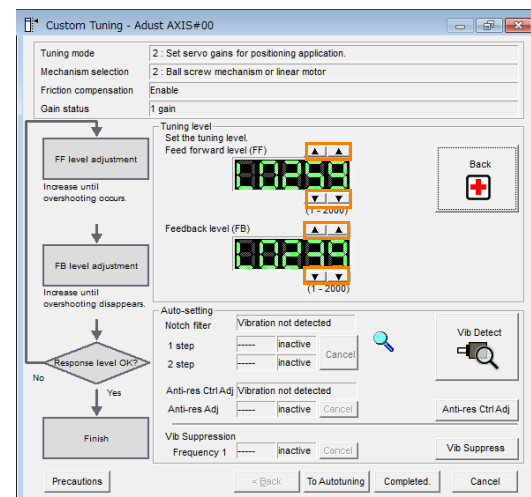 Custom Tuning - Adust AXIS#00
Tuning mode 2 : Set servo gains for positioning application.
Mechanism selection 2 : Ball screw mechanism or linear motor
Friction compensation Enable
Gain status 1 gain
FF level adjustment
Increase until
overshooting occurs.
FB level adjustment
Increase until
overshooting disappears.
Response level OK?
No
Yes
Finish
Tuning level
Set the tuning level.
Feed forward level (FF)
(1 - 2000)
Feedback level (FB)
(1 - 2000)
Back
Auto-setting
Notch filter Vibration not detected
1 step ----- inactive
2 step ----- inactive
Cancel
Vib Detect
Anti-res Ctrl Adj Vibration not detected
Anti-res Adj ----- inactive Cancel
Anti-res Ctrl Adj
Vib Suppression
Frequency 1 ----- inactive Cancel
Vib Suppress
Precautions
< Back
To Autotuning
Completed.
Cancel